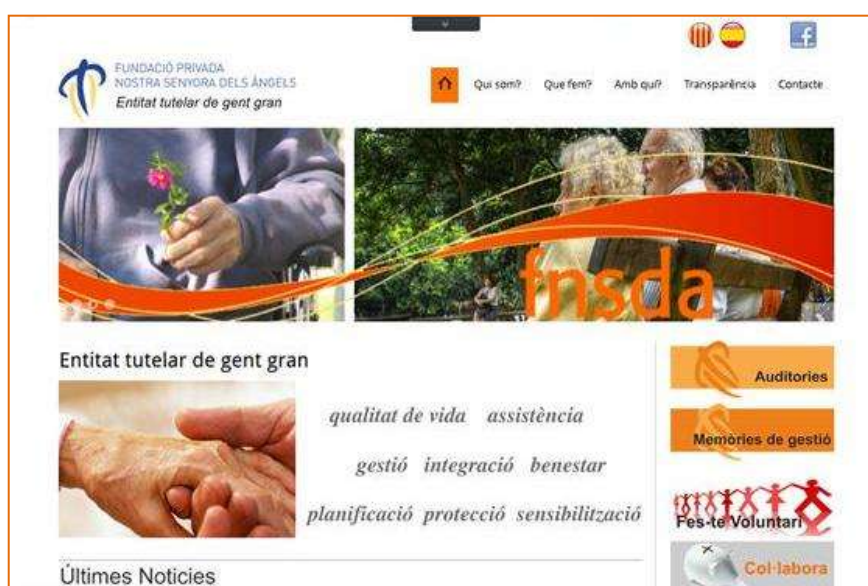 FUNDACIÓ PRIVADA
NOSTRA SENYORA DELS ÀNGELS
Entitat tutelar de gent gran
Qui som? Que fem? Amb qui? Transparència Contacte
fnsda
Entitat tutelar de gent gran
qualitat de vida assistència
gestió integració benestar
planificació protecció sensibilització
Auditories
Memòries de gestió
Fes-te Voluntari
Col·labora
Últimes Noticies